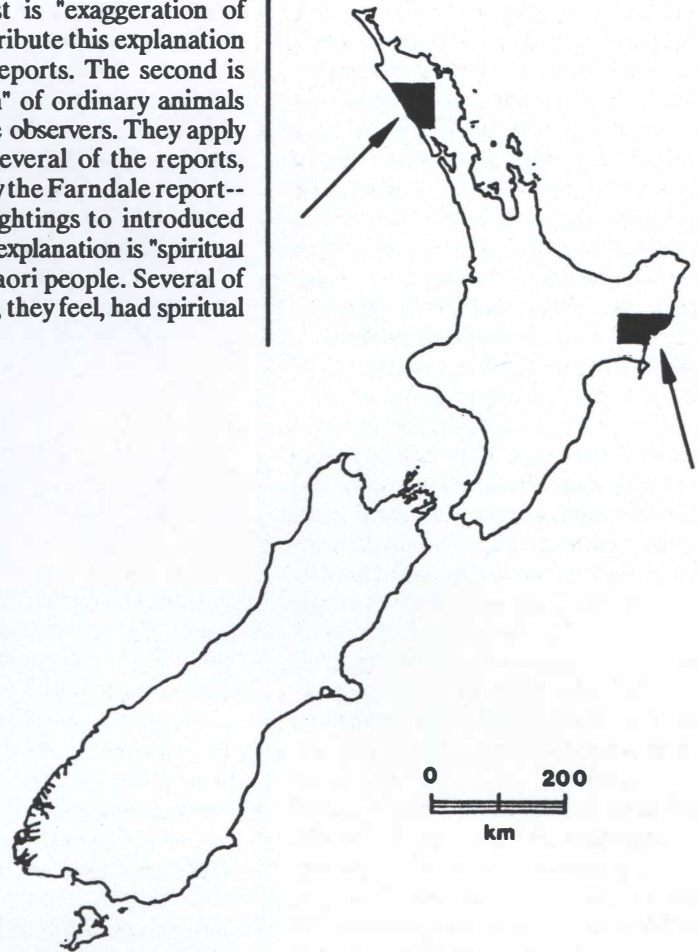 st is "exaggeration of
ribute this explanation
eports. The second is
" of ordinary animals
e observers. They apply
everal of the reports,
y the Farndale report--
ghtings to introduced
explanation is "spiritual
aori people. Several of
, they feel, had spiritual
0 200
km